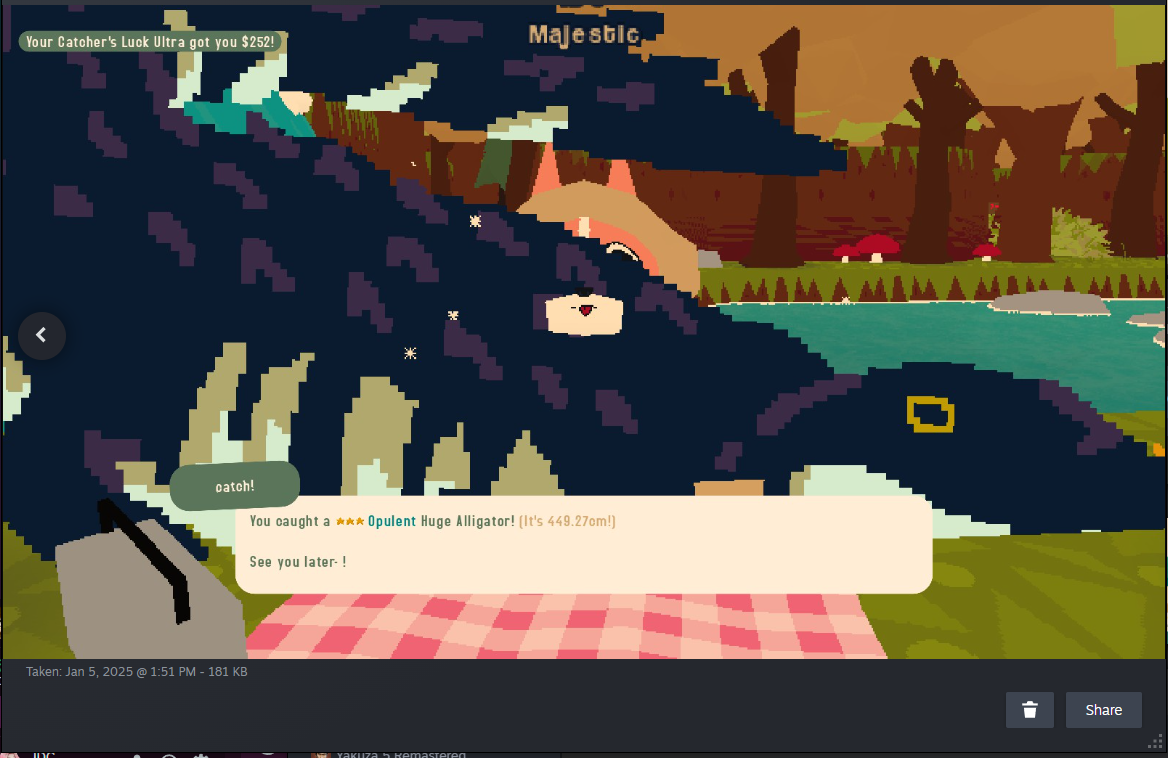 Majestic
Your Catcher's Luck Ultra got you $252!
catch!
You caught a ★★★ Opulent Huge Alligator! (It's 449.27cm!)
See you later- !
Taken: Jan 5, 2025 @ 1:51 PM - 181 KB
Share
Yakuza 5 Remastered